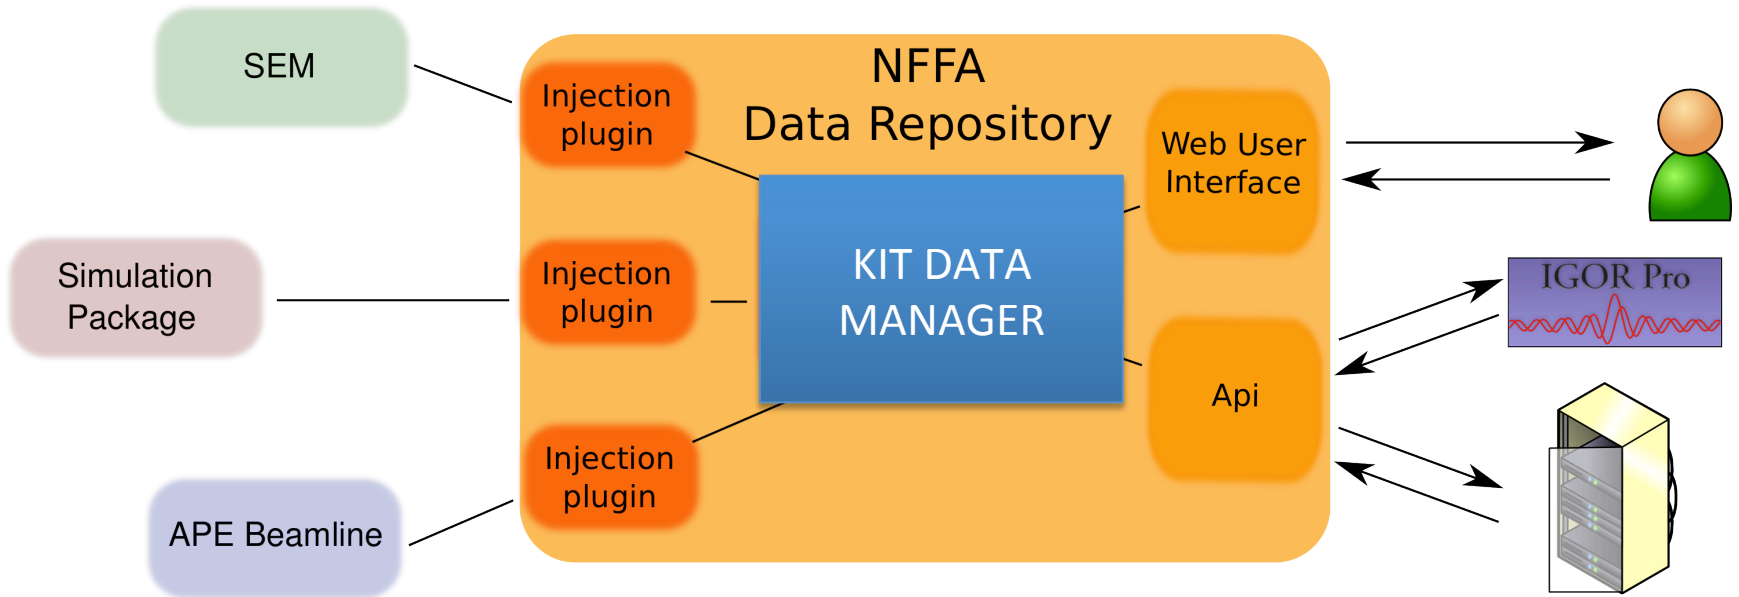 SEM
Simulation
Package
APE Beamline
Injection
plugin
Injection
plugin
Injection
plugin
NFFA
Data Repository
KIT DATA
MANAGER
Web User
Interface
Api
IGOR Pro